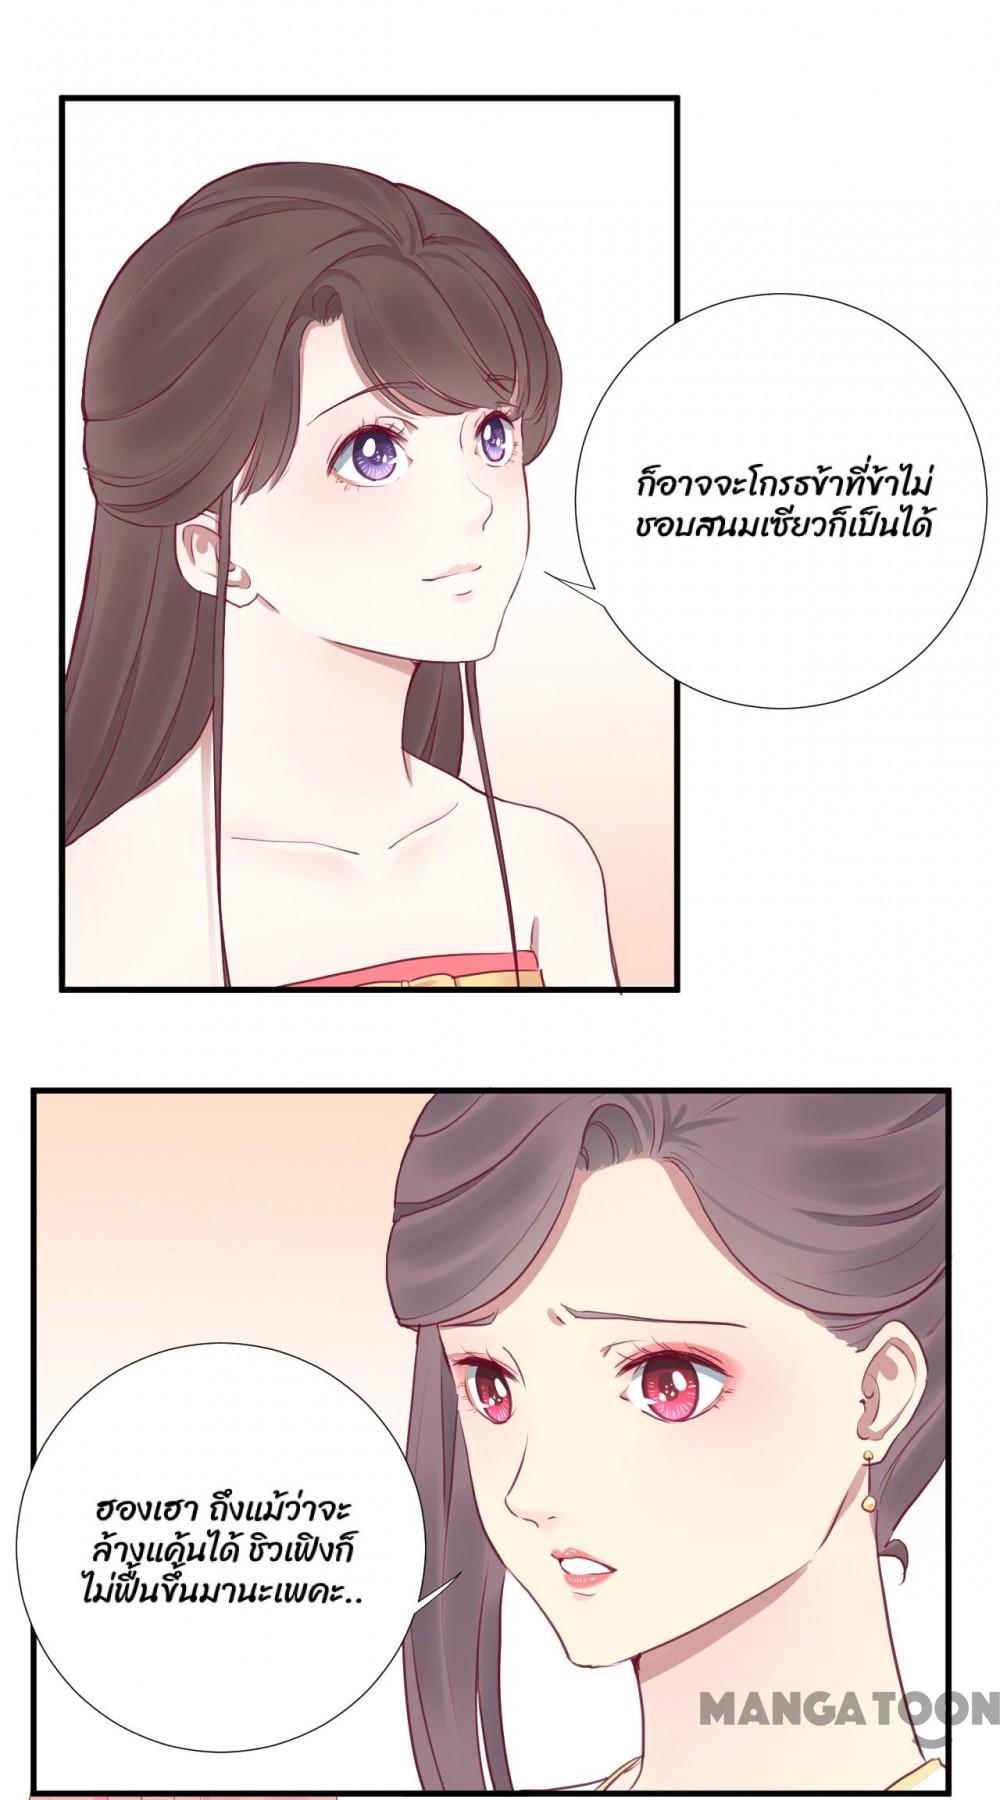 ก็อาจจะโกรธข้าที่ข้าไม่
ชอบสนมเซียวก็เป็นได้
ฮองเฮา ถึงแม้ว่าจะ
ล้างแค้นได้ ชิวเฟิงก็
ไม่ฟื้นขึ้นมานะเพคะ..
MANGATOON